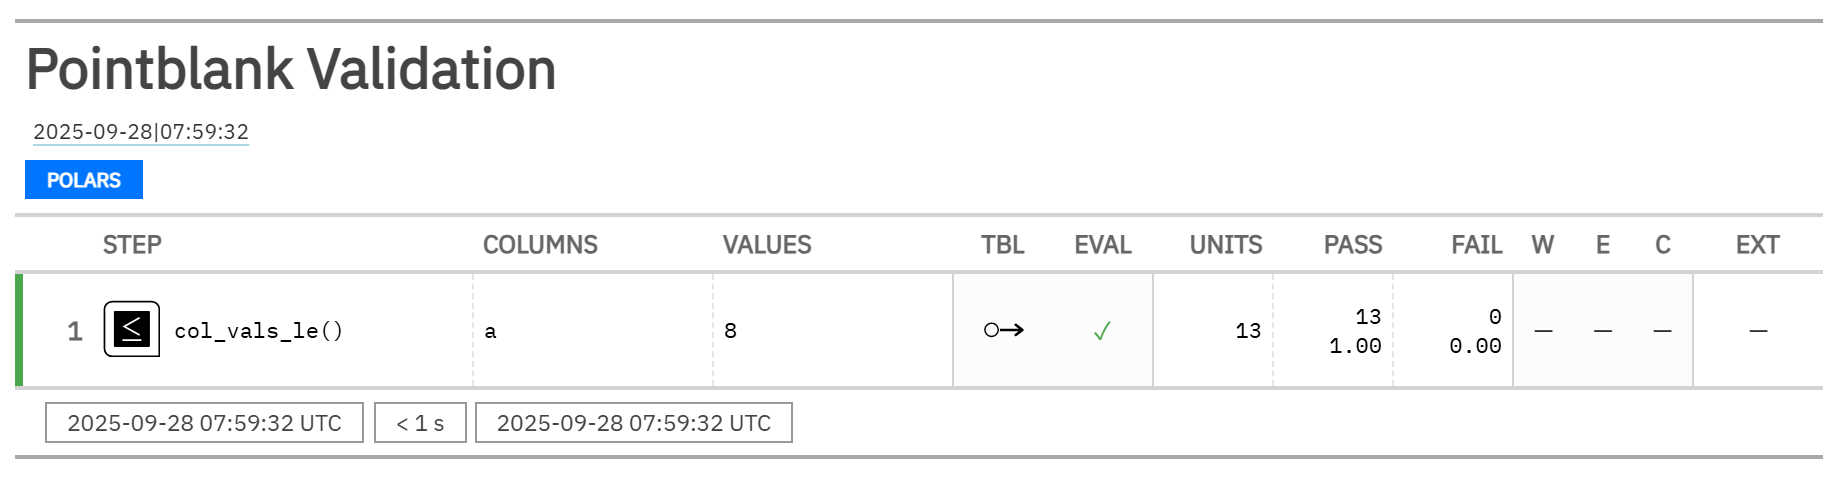 Pointblank Validation
2025-09-28|07:59:32
POLARS
STEP COLUMNS VALUES TBL EVAL UNITS PASS FAIL W E C EXT
1 ≤ col_vals_le() a 8 ○→ ✓ 13 13 0 — — — —
1.00 0.00
2025-09-28 07:59:32 UTC < 1 s 2025-09-28 07:59:32 UTC